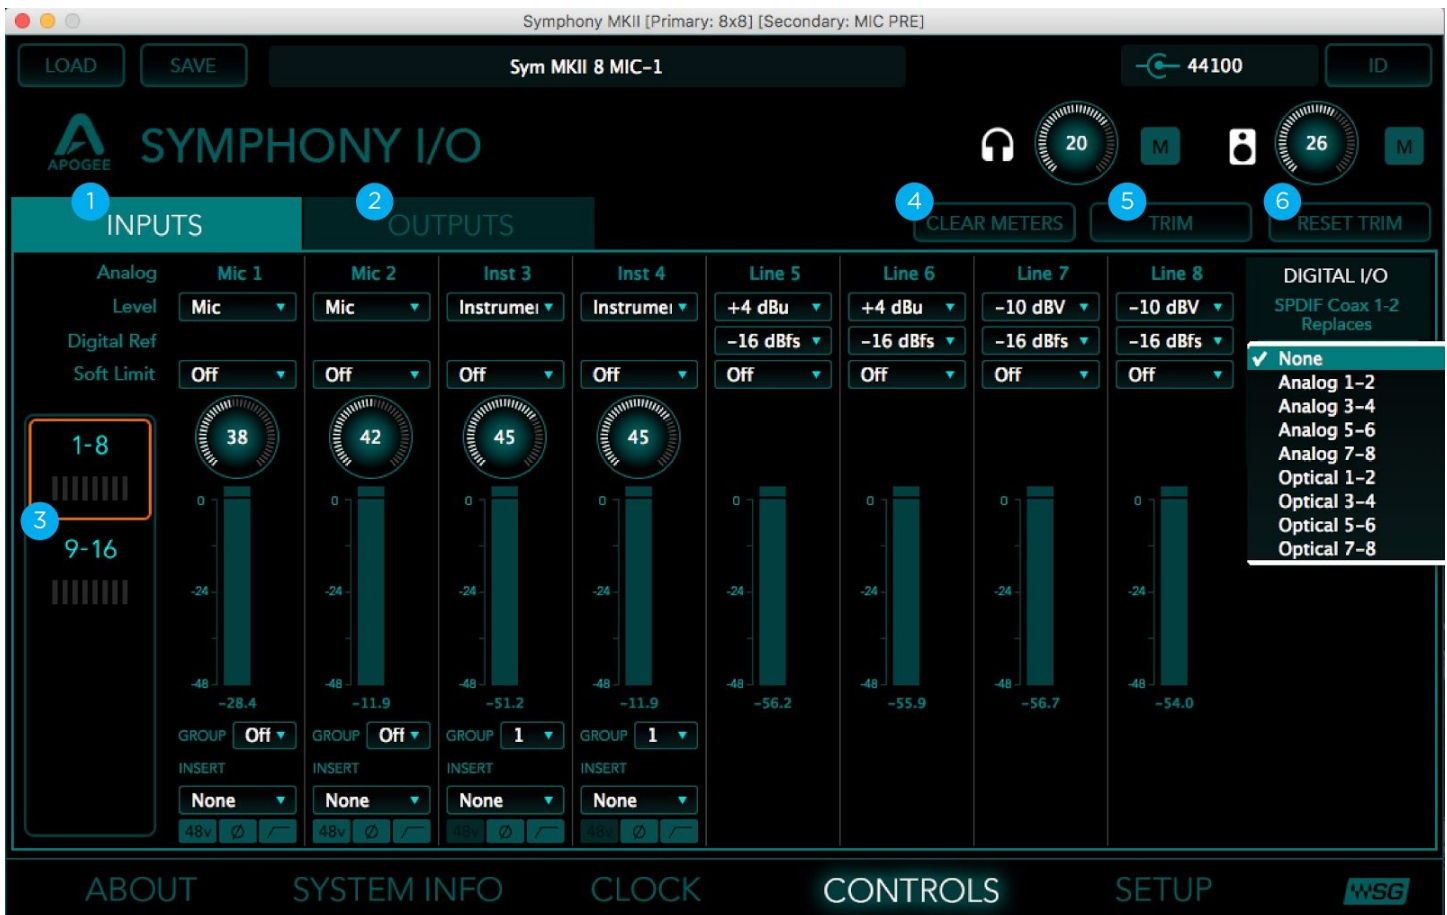 Symphony MKII [Primary: 8x8] [Secondary: MIC PRE]
LOAD SAVE Sym MKII 8 MIC-1 44100 ID
APOGEE SYMPHONY I/O 20 M 26 M
1 2 4 5 6
INPUTS OUTPUTS CLEAR METERS TRIM RESET TRIM
Analog Mic 1 Mic 2 Inst 3 Inst 4 Line 5 Line 6 Line 7 Line 8 DIGITAL I/O
Level Mic Mic Instrumei Instrumei +4 dBu +4 dBu -10 dBV -10 dBV SPDIF Coax 1-2
Replaces
Digital Ref -16 dBfs -16 dBfs -16 dBfs -16 dBfs
Soft Limit Off Off Off Off Off Off Off Off
✓ None
Analog 1-2
Analog 3-4
Analog 5-6
Analog 7-8
Optical 1-2
Optical 3-4
Optical 5-6
Optical 7-8
1-8 38 42 45 45
3
9-16
0 0 0 0 0 0 0 0
-24 -24 -24 -24 -24 -24 -24 -24
-48 -48 -48 -48 -48 -48 -48 -48
-28.4 -11.9 -51.2 -11.9 -56.2 -55.9 -56.7 -54.0
GROUP Off GROUP Off GROUP 1 GROUP 1
INSERT INSERT INSERT INSERT
None None None None
48v Ø 48v Ø 48v Ø 48v Ø
ABOUT SYSTEM INFO CLOCK CONTROLS SETUP WSG